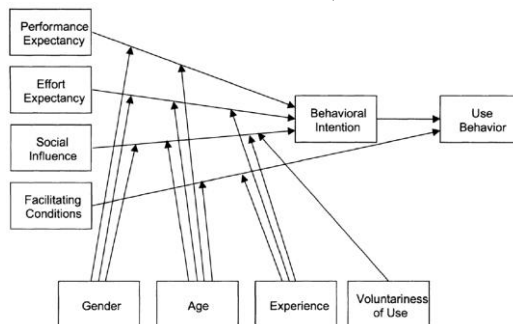 Performance
Expectancy
Effort
Expectancy
Behavioral
Intention
Use
Behavior
Social
Influence
Facilitating
Conditions
Gender
Age
Experience
Voluntariness
of Use